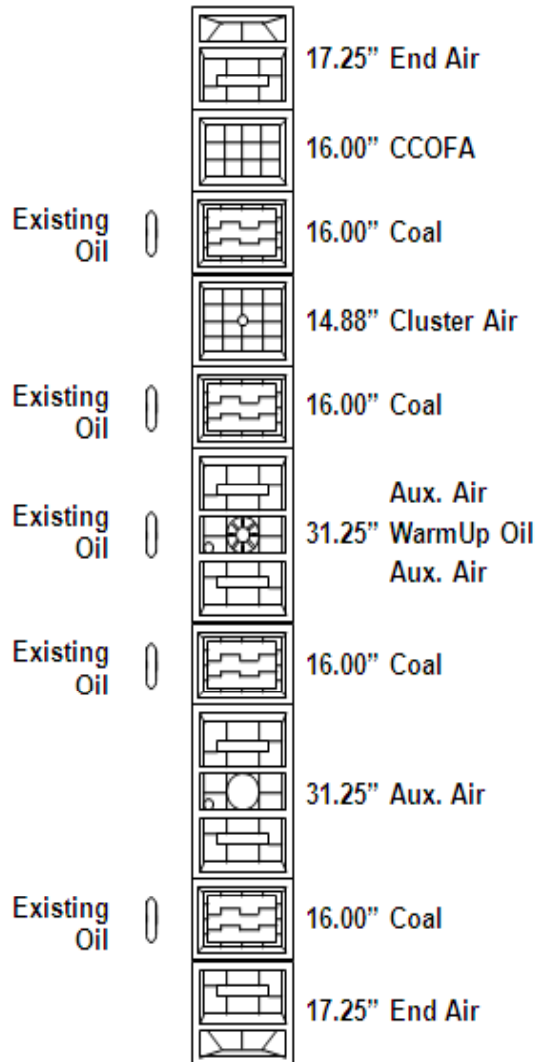 17.25” End Air
16.00” CCOFA
Existing
Oil
16.00” Coal
14.88” Cluster Air
Existing
Oil
16.00” Coal
Existing
Oil
Aux. Air
31.25” WarmUp Oil
Aux. Air
Existing
Oil
16.00” Coal
31.25” Aux. Air
Existing
Oil
16.00” Coal
17.25” End Air